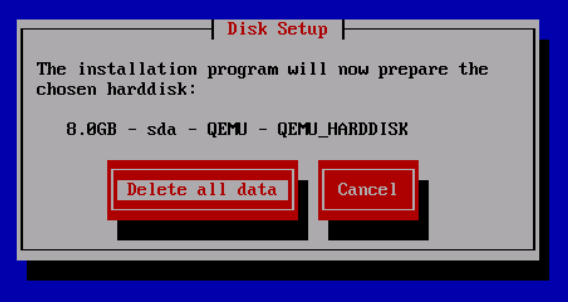 Disk Setup
The installation program will now prepare the
chosen harddisk:
8.0GB - sda - QEMU - QEMU_HARDDISK
Delete all data
Cancel